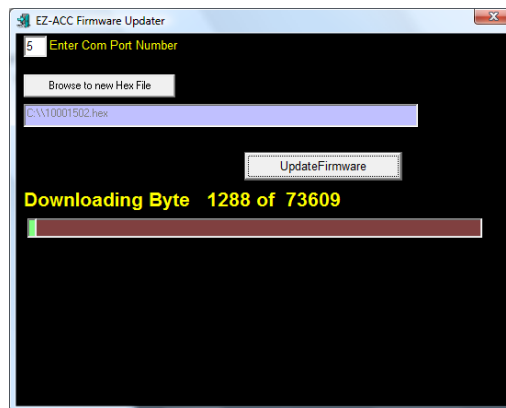 EZ-ACC Firmware Updater
5 Enter Com Port Number
Browse to new Hex File
C:\\10001502.hex
UpdateFirmware
Downloading Byte 1288 of 73609